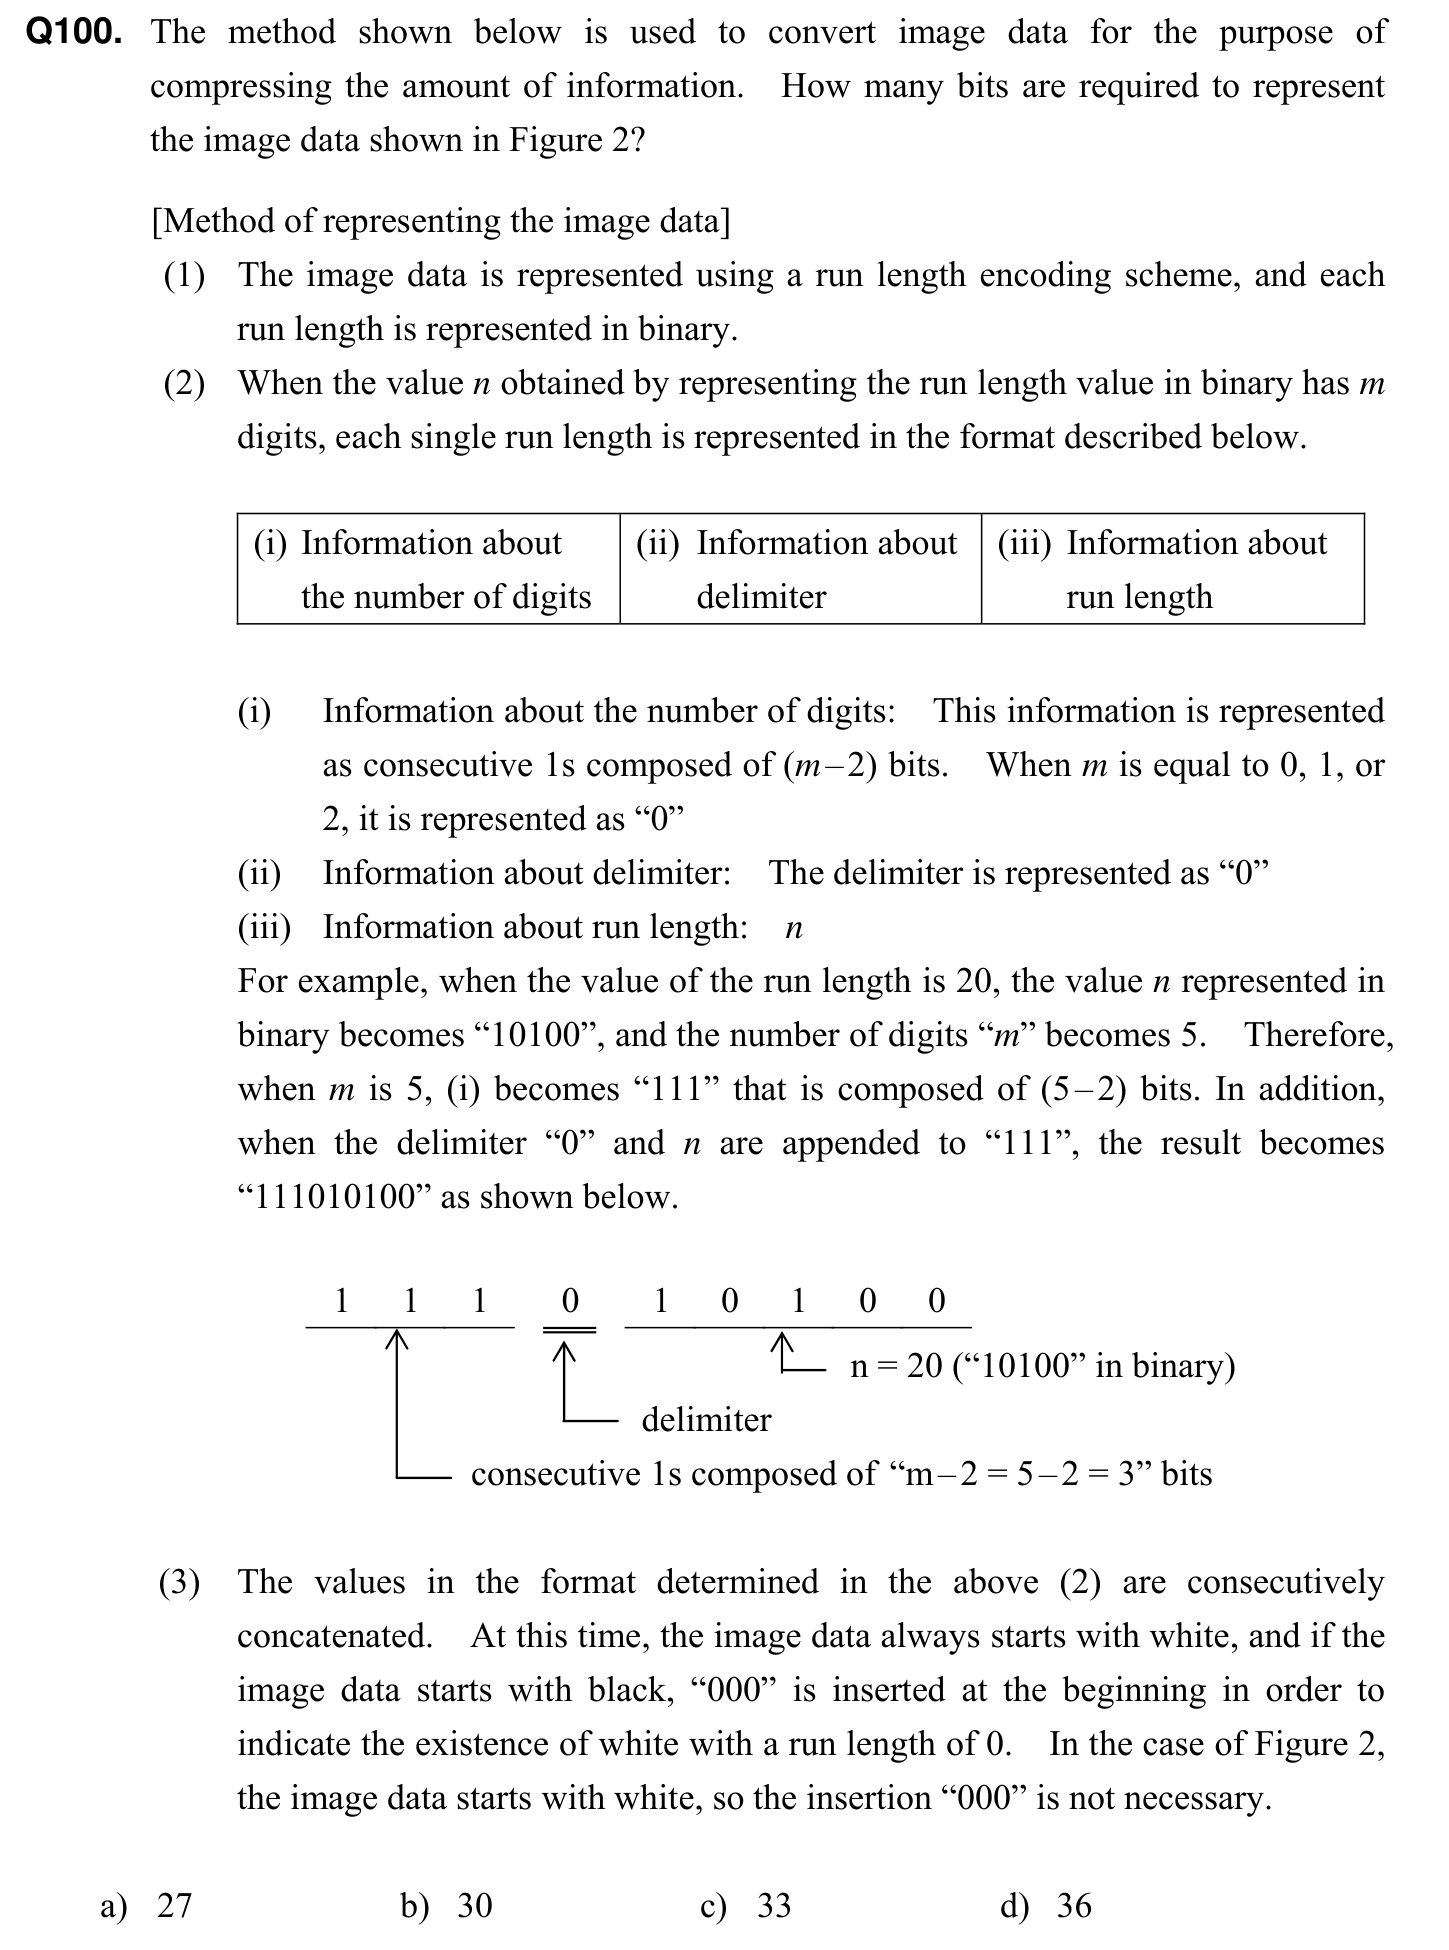 Q100. The method shown below is used to convert image data for the purpose of
compressing the amount of information. How many bits are required to represent
the image data shown in Figure 2?
[Method of representing the image data]
(1) The image data is represented using a run length encoding scheme, and each
run length is represented in binary.
(2) When the value n obtained by representing the run length value in binary has m
digits, each single run length is represented in the format described below.
(i) Information about the number of digits
(ii) Information about delimiter
(iii) Information about run length
(i) Information about the number of digits: This information is represented
as consecutive 1s composed of (m–2) bits. When m is equal to 0, 1, or
2, it is represented as “0”
(ii) Information about delimiter: The delimiter is represented as “0”
(iii) Information about run length: n
For example, when the value of the run length is 20, the value n represented in
binary becomes “10100”, and the number of digits “m” becomes 5. Therefore,
when m is 5, (i) becomes “111” that is composed of (5–2) bits. In addition,
when the delimiter “0” and n are appended to “111”, the result becomes
“111010100” as shown below.
1 1 1 0 1 0 1 0 0
n = 20 (“10100” in binary)
delimiter
consecutive 1s composed of “m–2 = 5–2 = 3” bits
(3) The values in the format determined in the above (2) are consecutively
concatenated. At this time, the image data always starts with white, and if the
image data starts with black, “000” is inserted at the beginning in order to
indicate the existence of white with a run length of 0. In the case of Figure 2,
the image data starts with white, so the insertion “000” is not necessary.
a) 27 b) 30 c) 33 d) 36